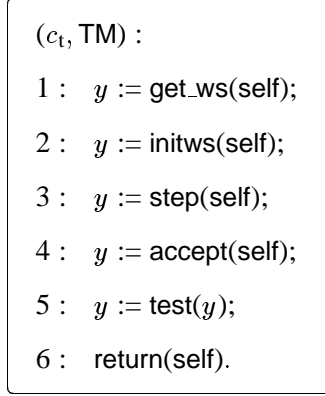 (c_t, TM) :
1 : y := get_ws(self);
2 : y := initws(self);
3 : y := step(self);
4 : y := accept(self);
5 : y := test(y);
6 : return(self).